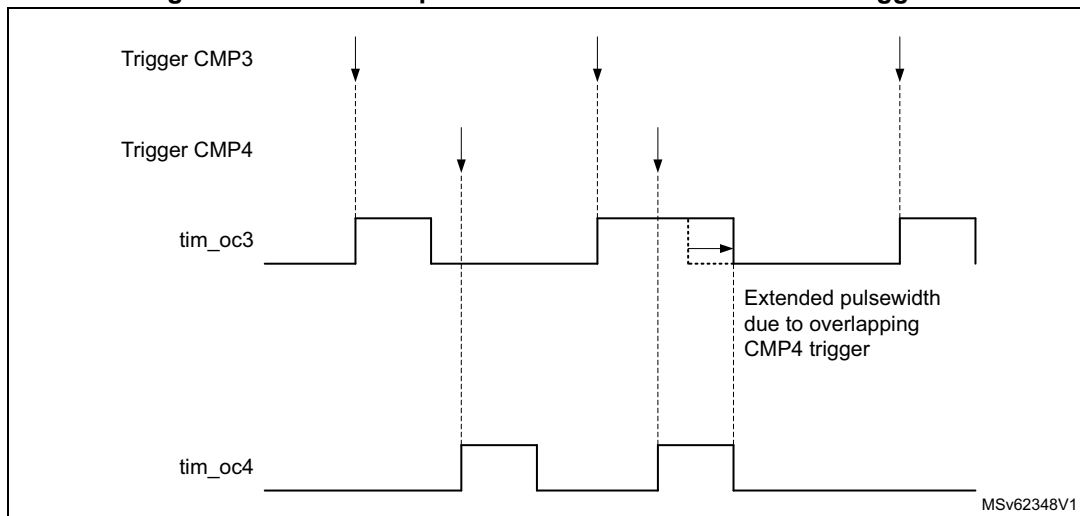 Trigger CMP3
Trigger CMP4
tim_oc3
Extended pulsewidth
due to overlapping
CMP4 trigger
tim_oc4
MSv62348V1